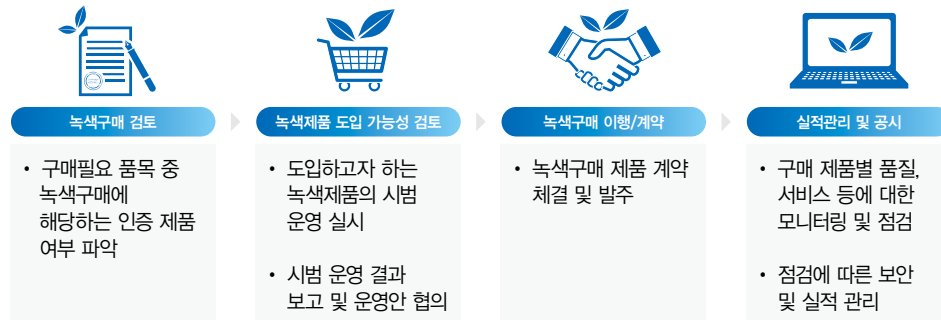 녹색구매 검토
• 구매필요 품목 중
녹색구매에
해당하는 인증 제품
여부 파악
녹색제품 도입 가능성 검토
• 도입하고자 하는
녹색제품의 시범
운영 실시
• 시범 운영 결과
보고 및 운영안 협의
녹색구매 이행/계약
• 녹색구매 제품 계약
체결 및 발주
실적관리 및 공시
• 구매 제품별 품질,
서비스 등에 대한
모니터링 및 점검
• 점검에 따른 보안
및 실적 관리